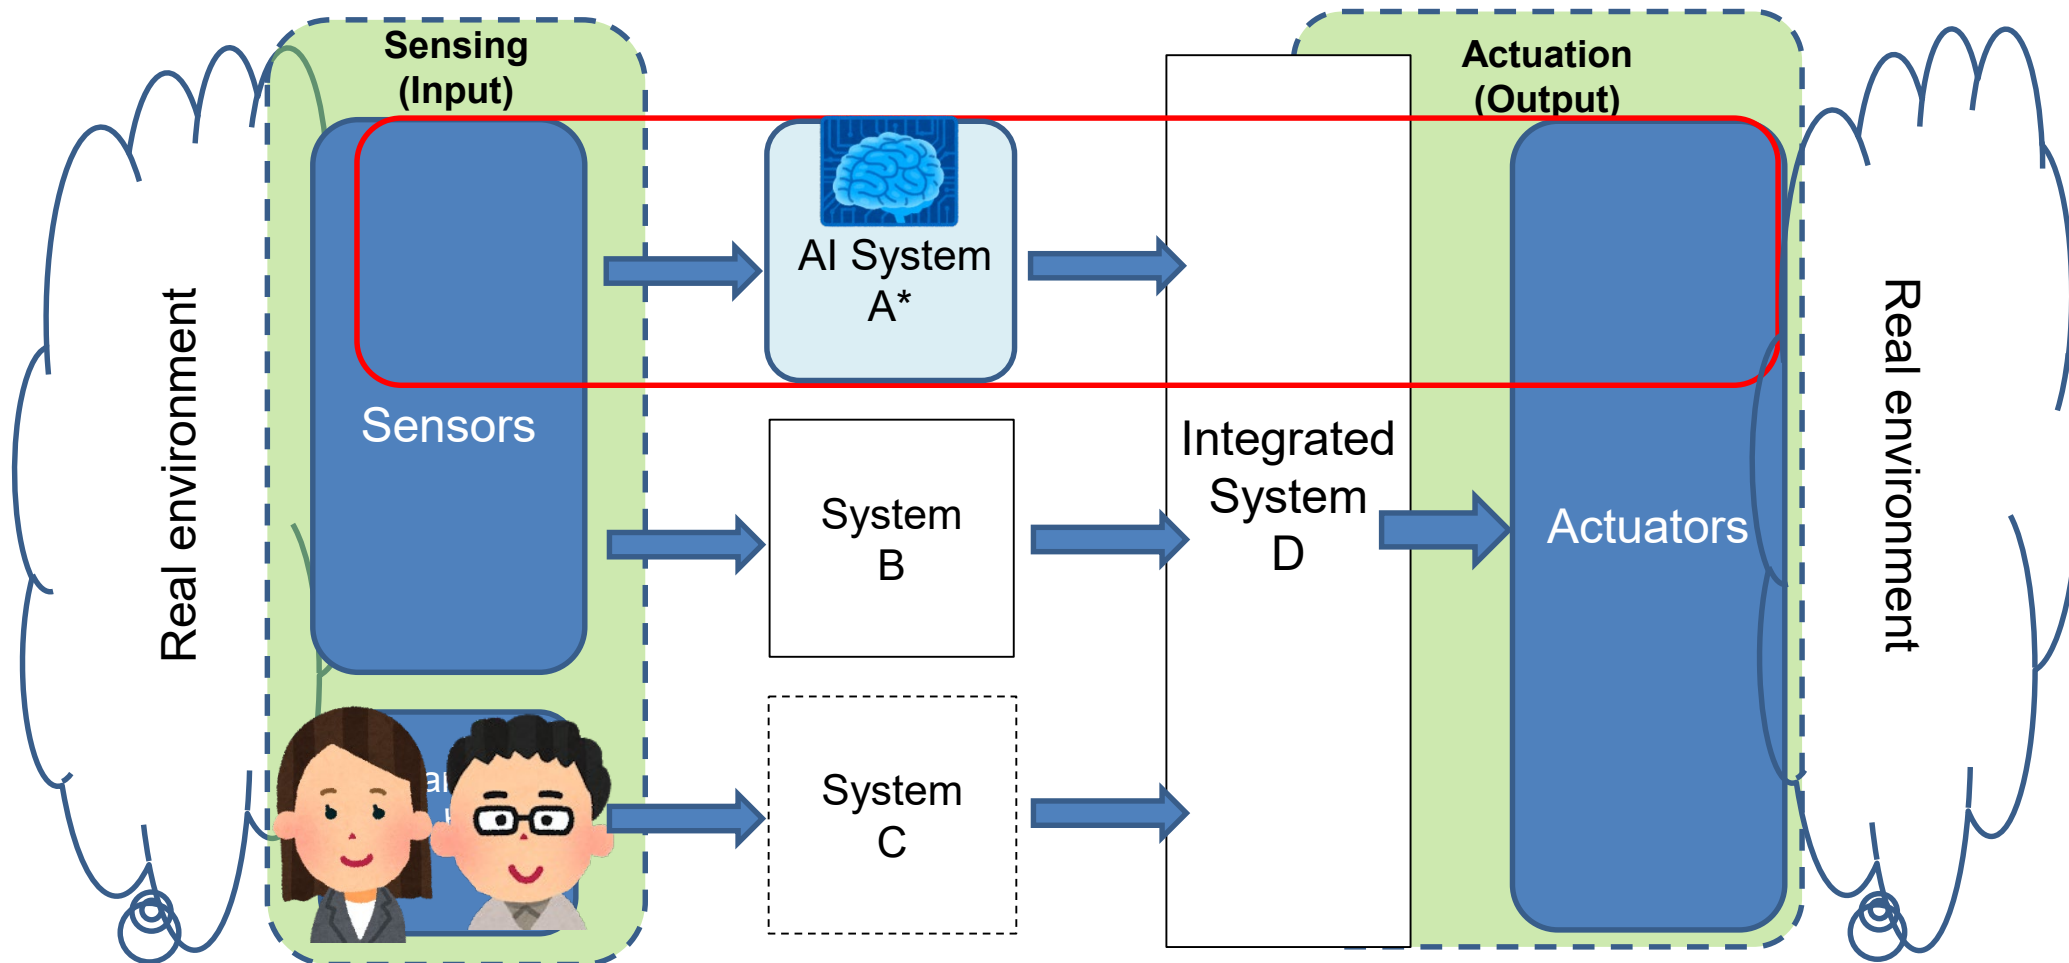 Sensing
(Input)
Actuation
(Output)
Real environment
Sensors
AI System
A*
System
B
System
C
Integrated
System
D
Actuators
Real environment